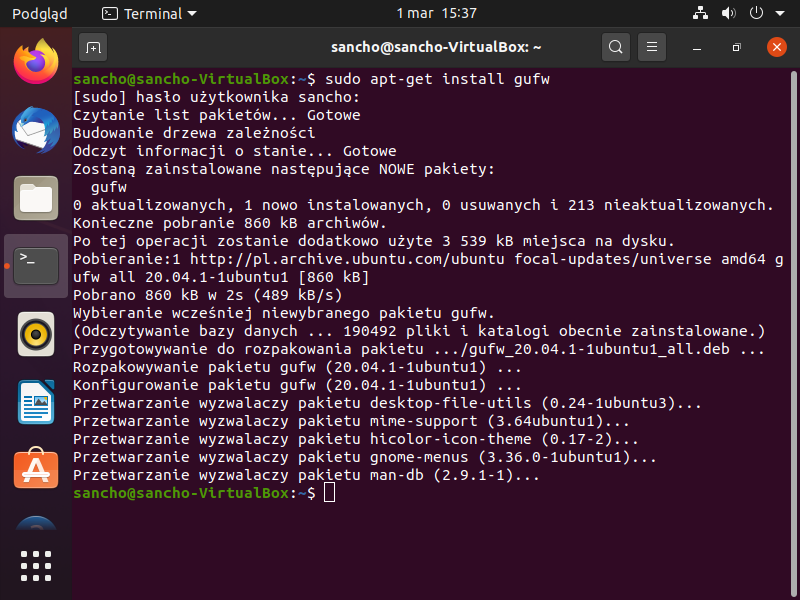 Podgląd
Terminal
1 mar 15:37
sancho@sancho-VirtualBox: ~
sancho@sancho-VirtualBox:~$ sudo apt-get install gufw
[sudo] hasło użytkownika sancho:
Czytanie list pakietów... Gotowe
Budowanie drzewa zależności
Odczyt informacji o stanie... Gotowe
Zostaną zainstalowane następujące NOWE pakiety:
  gufw
0 aktualizowanych, 1 nowo instalowanych, 0 usuwanych i 213 nieaktualizowanych.
Konieczne pobranie 860 kB archiwów.
Po tej operacji zostanie dodatkowo użyte 3 539 kB miejsca na dysku.
Pobieranie:1 http://pl.archive.ubuntu.com/ubuntu focal-updates/universe amd64 g
ufw all 20.04.1-1ubuntu1 [860 kB]
Pobrano 860 kB w 2s (489 kB/s)
Wybieranie wcześniej niewybranego pakietu gufw.
(Odczytywanie bazy danych ... 190492 pliki i katalogi obecnie zainstalowane.)
Przygotowywanie do rozpakowania pakietu .../gufw_20.04.1-1ubuntu1_all.deb ...
Rozpakowywanie pakietu gufw (20.04.1-1ubuntu1) ...
Konfigurowanie pakietu gufw (20.04.1-1ubuntu1) ...
Przetwarzanie wyzwalaczy pakietu desktop-file-utils (0.24-1ubuntu3)...
Przetwarzanie wyzwalaczy pakietu mime-support (3.64ubuntu1)...
Przetwarzanie wyzwalaczy pakietu hicolor-icon-theme (0.17-2)...
Przetwarzanie wyzwalaczy pakietu gnome-menus (3.36.0-1ubuntu1)...
Przetwarzanie wyzwalaczy pakietu man-db (2.9.1-1)...
sancho@sancho-VirtualBox:~$